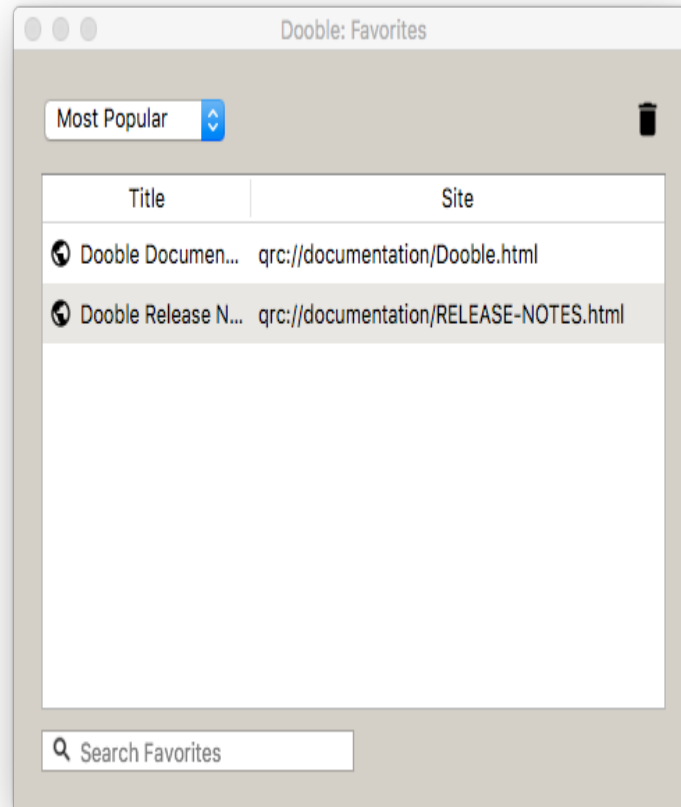 Dooble: Favorites
Most Popular
Title Site
Dooble Documen... qrc://documentation/Dooble.html
Dooble Release N... qrc://documentation/RELEASE-NOTES.html
Search Favorites